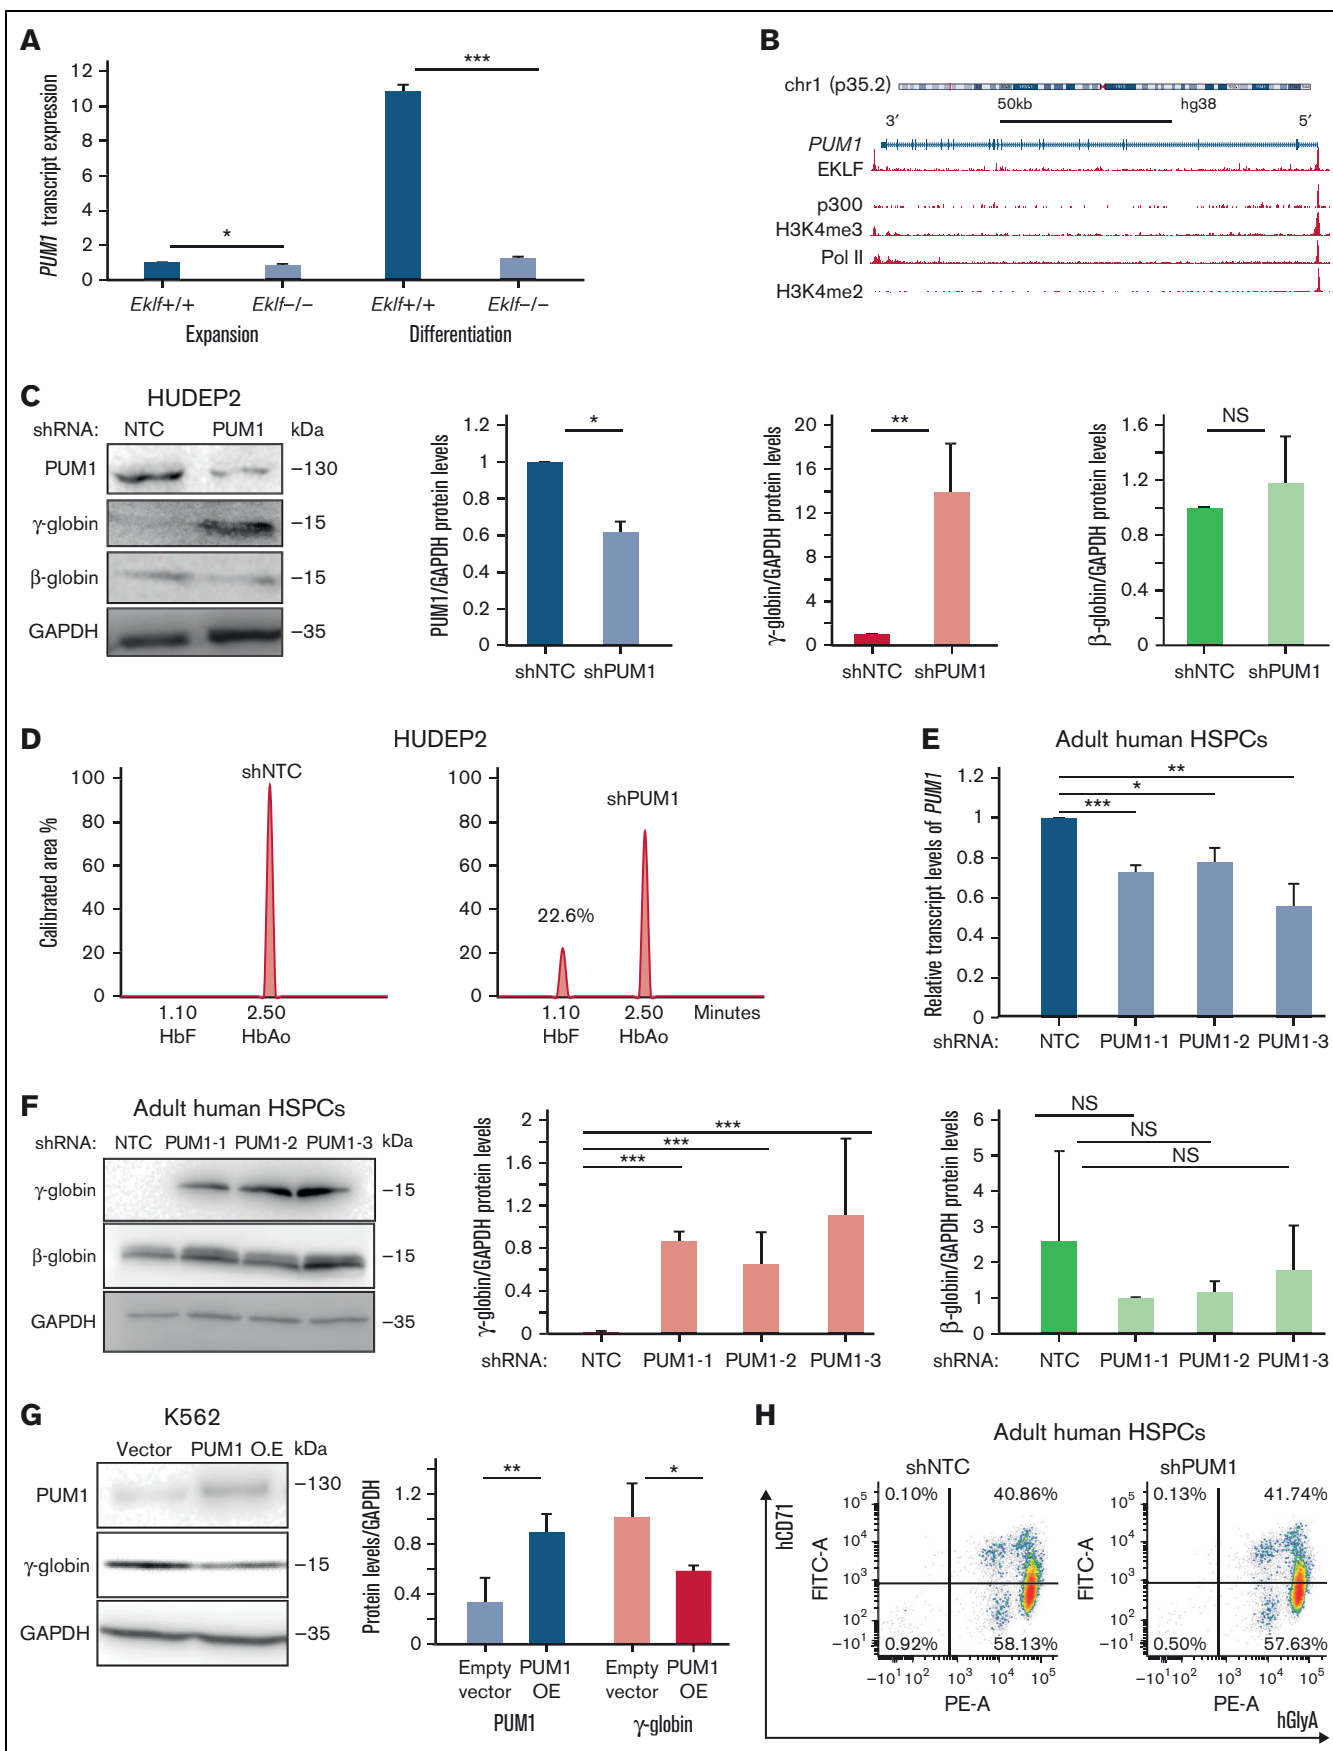 A
PUM1 transcript expression
12
10
8
6
4
2
0
*
***
Eklf+/+
Eklf−/−
Eklf+/+
Eklf−/−
Expansion
Differentiation
B
chr1 (p35.2)
50kb
hg38
3′
5′
PUM1
EKLF
p300
H3K4me3
Pol II
H3K4me2
C
HUDEP2
shRNA: NTC PUM1 kDa
PUM1 −130
γ-globin −15
β-globin −15
GAPDH −35
PUM1/GAPDH protein levels
1.2
1
0.8
0.6
0.4
0.2
0
*
shNTC shPUM1
γ-globin/GAPDH protein levels
20
16
12
8
4
0
**
shNTC shPUM1
β-globin/GAPDH protein levels
1.6
1.2
0.8
0.4
0
NS
shNTC shPUM1
D
HUDEP2
Calibrated area %
100
80
60
40
20
0
shNTC
1.10 2.50
HbF HbAo
100
80
60
40
20
0
shPUM1
22.6%
1.10 2.50 Minutes
HbF HbAo
E
Adult human HSPCs
Relative transcript levels of PUM1
1.2
1
0.8
0.6
0.4
0.2
0
**
*
***
shRNA: NTC PUM1-1 PUM1-2 PUM1-3
F
Adult human HSPCs
shRNA: NTC PUM1-1 PUM1-2 PUM1-3 kDa
γ-globin −15
β-globin −15
GAPDH −35
γ-globin/GAPDH protein levels
2
1.6
1.2
0.8
0.4
0
***
***
***
shRNA: NTC PUM1-1 PUM1-2 PUM1-3
β-globin/GAPDH protein levels
6
5
4
3
2
1
0
NS
NS
NS
shRNA: NTC PUM1-1 PUM1-2 PUM1-3
G
K562
Vector PUM1 O.E kDa
PUM1 −130
γ-globin −15
GAPDH −35
Protein levels/GAPDH
1.2
0.8
0.4
0
**
*
Empty PUM1 Empty PUM1
vector OE vector OE
PUM1 γ-globin
H
Adult human HSPCs
shNTC
hCD71
FITC-A
0.10% 40.86%
0.92% 58.13%
10⁵
10⁴
10³
10²
−10¹
−10¹ 10² 10³ 10⁴ 10⁵
PE-A
shPUM1
FITC-A
0.13% 41.74%
0.50% 57.63%
10⁵
10⁴
10³
10²
−10¹
−10¹ 10² 10³ 10⁴ 10⁵
PE-A
hGlyA